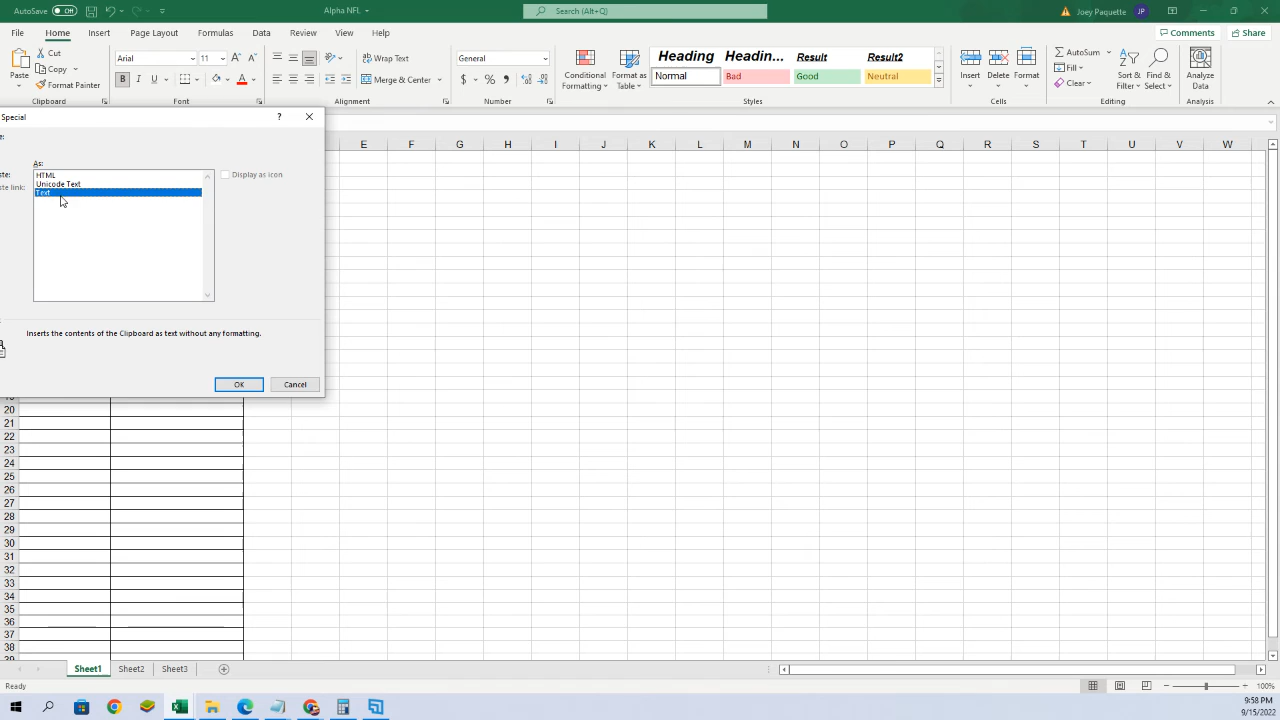 AutoSave Off Alpha NFL Search (Alt+Q) Joey Paquette JP
File Home Insert Page Layout Formulas Data Review View Help Comments Share
Paste Cut Copy Format Painter Clipboard
Arial 11 B I U A Font
Wrap Text Merge & Center Alignment
General $ % Number
Conditional Formatting Format as Table
Heading Headin... Result Result2
Normal Bad Good Neutral
Styles
Insert Delete Format Cells
AutoSum Fill Clear Sort & Filter Find & Select Editing
Analyze Data Analysis
Special ?
As:
HTML
Unicode Text
Text
Display as icon
Inserts the contents of the Clipboard as text without any formatting.
OK Cancel
E F G H I J K L M N O P Q R S T U V W
20
21
22
23
24
25
26
27
28
29
30
31
32
33
34
35
36
37
38
Sheet1 Sheet2 Sheet3
Ready 100%
9:58 PM
9/15/2022